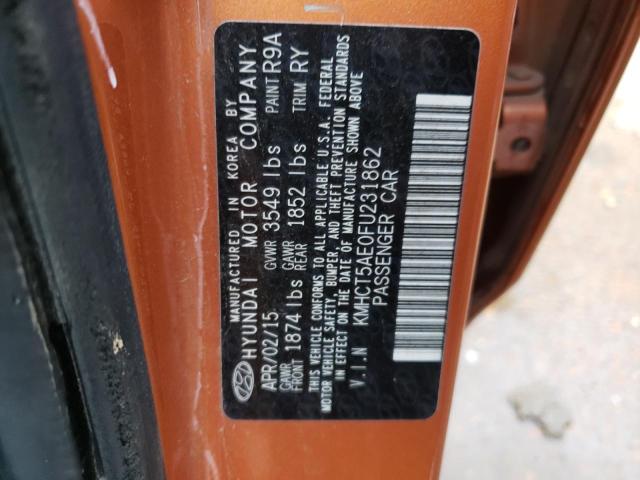 MANUFACTURED IN KOREA BY
HYUNDAI MOTOR COMPANY
APR/02/15 GVWR 3549 lbs PAINT R9A
GAWR FRONT 1874 lbs GAWR REAR 1852 lbs TRIM RY
THIS VEHICLE CONFORMS TO ALL APPLICABLE U.S.A. FEDERAL
MOTOR VEHICLE SAFETY, BUMPER, AND THEFT PREVENTION STANDARDS
IN EFFECT ON THE DATE OF MANUFACTURE SHOWN ABOVE
V.I.N KMHCT5AE0FU231862
PASSENGER CAR